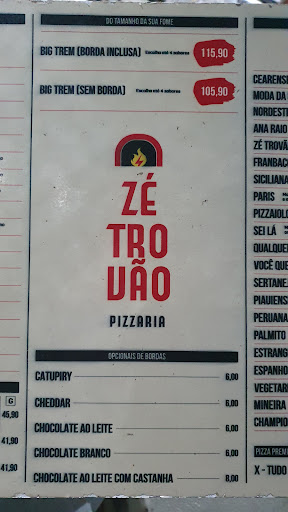 DO TAMANHO DA SUA FOME
BIG TREM (BORDA INCLUSA) Escolha até 4 sabores 115,90
BIG TREM (SEM BORDA) Escolha até 4 sabores 105,90
ZÉ
TRO
VÃO
PIZZARIA
OPCIONAIS DE BORDAS
CATUPIRY 6,00
CHEDDAR 6,00
CHOCOLATE AO LEITE 6,00
CHOCOLATE BRANCO 6,00
CHOCOLATE AO LEITE COM CASTANHA 8,00
G
45,90
41,90
41,90
CEARENS
MODA DA
NORDEST
ANA RAIO
ZÉ TROVÃ
FRANBAC
SICILIANA
PARIS
PIZZAIOL
SEI LÁ
QUALQUE
VOCÊ QUE
SERTANE
PIAUIENS
PERUANA
PALMITO
ESTRANG
ESPANHO
VEGETAR
MINEIRA
CHAMPIO
PIZZA PREM
X - TUDO